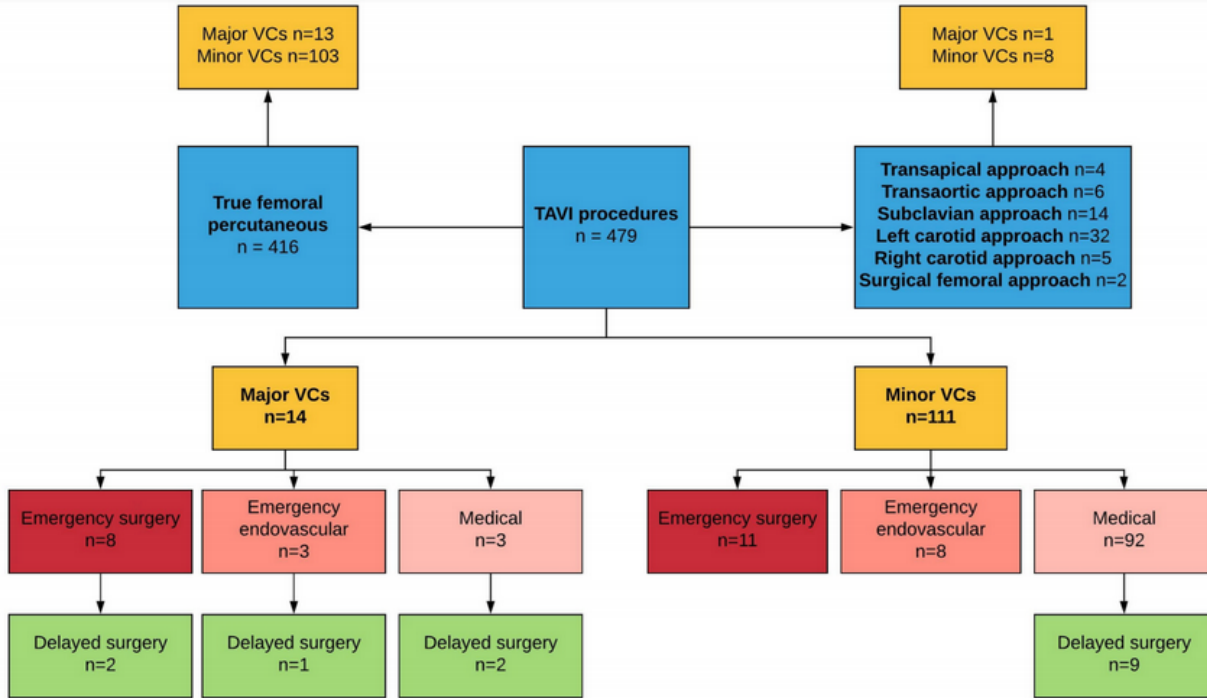 Major VCs n=13
Minor VCs n=103
Major VCs n=1
Minor VCs n=8
True femoral
percutaneous
n = 416
TAVI procedures
n = 479
Transapical approach n=4
Transaortic approach n=6
Subclavian approach n=14
Left carotid approach n=32
Right carotid approach n=5
Surgical femoral approach n=2
Major VCs
n=14
Minor VCs
n=111
Emergency surgery
n=8
Emergency
endovascular
n=3
Medical
n=3
Emergency surgery
n=11
Emergency
endovascular
n=8
Medical
n=92
Delayed surgery
n=2
Delayed surgery
n=1
Delayed surgery
n=2
Delayed surgery
n=9